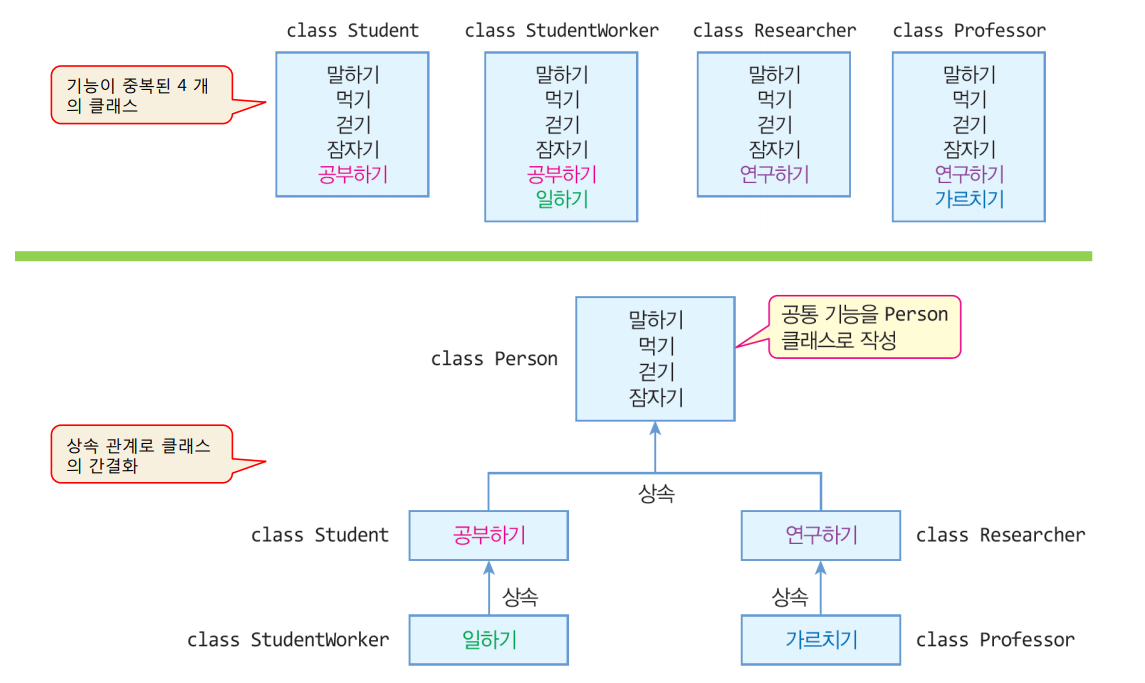 class Student
class StudentWorker
class Researcher
class Professor
기능이 중복된 4 개
의 클래스
말하기
먹기
걷기
잠자기
공부하기
말하기
먹기
걷기
잠자기
공부하기
일하기
말하기
먹기
걷기
잠자기
연구하기
말하기
먹기
걷기
잠자기
연구하기
가르치기
class Person
말하기
먹기
걷기
잠자기
공통 기능을 Person
클래스로 작성
상속 관계로 클래스
의 간결화
상속
class Student
공부하기
연구하기
class Researcher
상속
상속
class StudentWorker
일하기
가르치기
class Professor